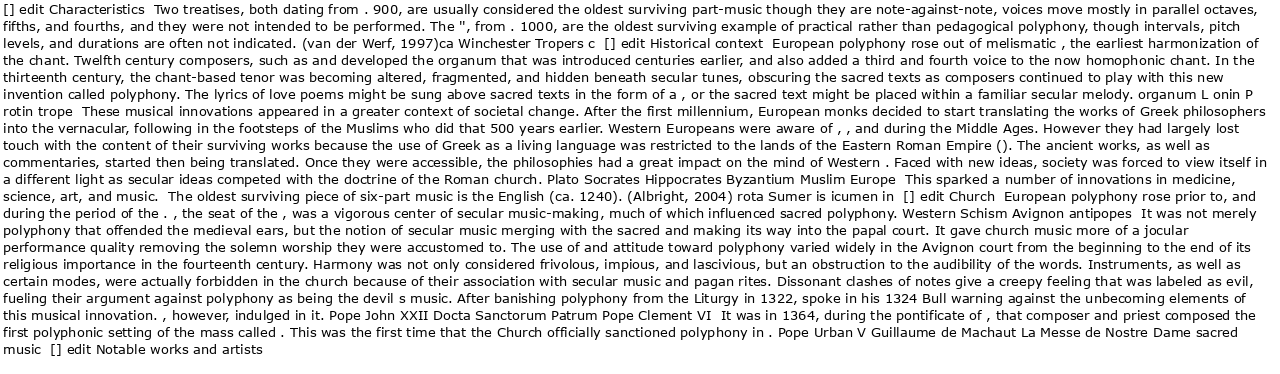 [] edit Characteristics  Two treatises, both dating from . 900, are usually considered the oldest surviving part-music though they are note-against-note, voices move mostly in parallel octaves,
fifths, and fourths, and they were not intended to be performed. The ", from . 1000, are the oldest surviving example of practical rather than pedagogical polyphony, though intervals, pitch
levels, and durations are often not indicated. (van der Werf, 1997)ca Winchester Tropers c  [] edit Historical context  European polyphony rose out of melismatic , the earliest harmonization of
the chant. Twelfth century composers, such as and developed the organum that was introduced centuries earlier, and also added a third and fourth voice to the now homophonic chant. In the
thirteenth century, the chant-based tenor was becoming altered, fragmented, and hidden beneath secular tunes, obscuring the sacred texts as composers continued to play with this new
invention called polyphony. The lyrics of love poems might be sung above sacred texts in the form of a , or the sacred text might be placed within a familiar secular melody. organum L onin P
rotin trope  These musical innovations appeared in a greater context of societal change. After the first millennium, European monks decided to start translating the works of Greek philosophers
into the vernacular, following in the footsteps of the Muslims who did that 500 years earlier. Western Europeans were aware of , , and during the Middle Ages. However they had largely lost
touch with the content of their surviving works because the use of Greek as a living language was restricted to the lands of the Eastern Roman Empire (). The ancient works, as well as
commentaries, started then being translated. Once they were accessible, the philosophies had a great impact on the mind of Western . Faced with new ideas, society was forced to view itself in
a different light as secular ideas competed with the doctrine of the Roman church. Plato Socrates Hippocrates Byzantium Muslim Europe  This sparked a number of innovations in medicine,
science, art, and music.  The oldest surviving piece of six-part music is the English (ca. 1240). (Albright, 2004) rota Sumer is icumen in  [] edit Church  European polyphony rose prior to, and
during the period of the . , the seat of the , was a vigorous center of secular music-making, much of which influenced sacred polyphony. Western Schism Avignon antipopes  It was not merely
polyphony that offended the medieval ears, but the notion of secular music merging with the sacred and making its way into the papal court. It gave church music more of a jocular
performance quality removing the solemn worship they were accustomed to. The use of and attitude toward polyphony varied widely in the Avignon court from the beginning to the end of its
religious importance in the fourteenth century. Harmony was not only considered frivolous, impious, and lascivious, but an obstruction to the audibility of the words. Instruments, as well as
certain modes, were actually forbidden in the church because of their association with secular music and pagan rites. Dissonant clashes of notes give a creepy feeling that was labeled as evil,
fueling their argument against polyphony as being the devil s music. After banishing polyphony from the Liturgy in 1322, spoke in his 1324 Bull warning against the unbecoming elements of
this musical innovation. , however, indulged in it. Pope John XXII Docta Sanctorum Patrum Pope Clement VI  It was in 1364, during the pontificate of , that composer and priest composed the
first polyphonic setting of the mass called . This was the first time that the Church officially sanctioned polyphony in . Pope Urban V Guillaume de Machaut La Messe de Nostre Dame sacred
music  [] edit Notable works and artists